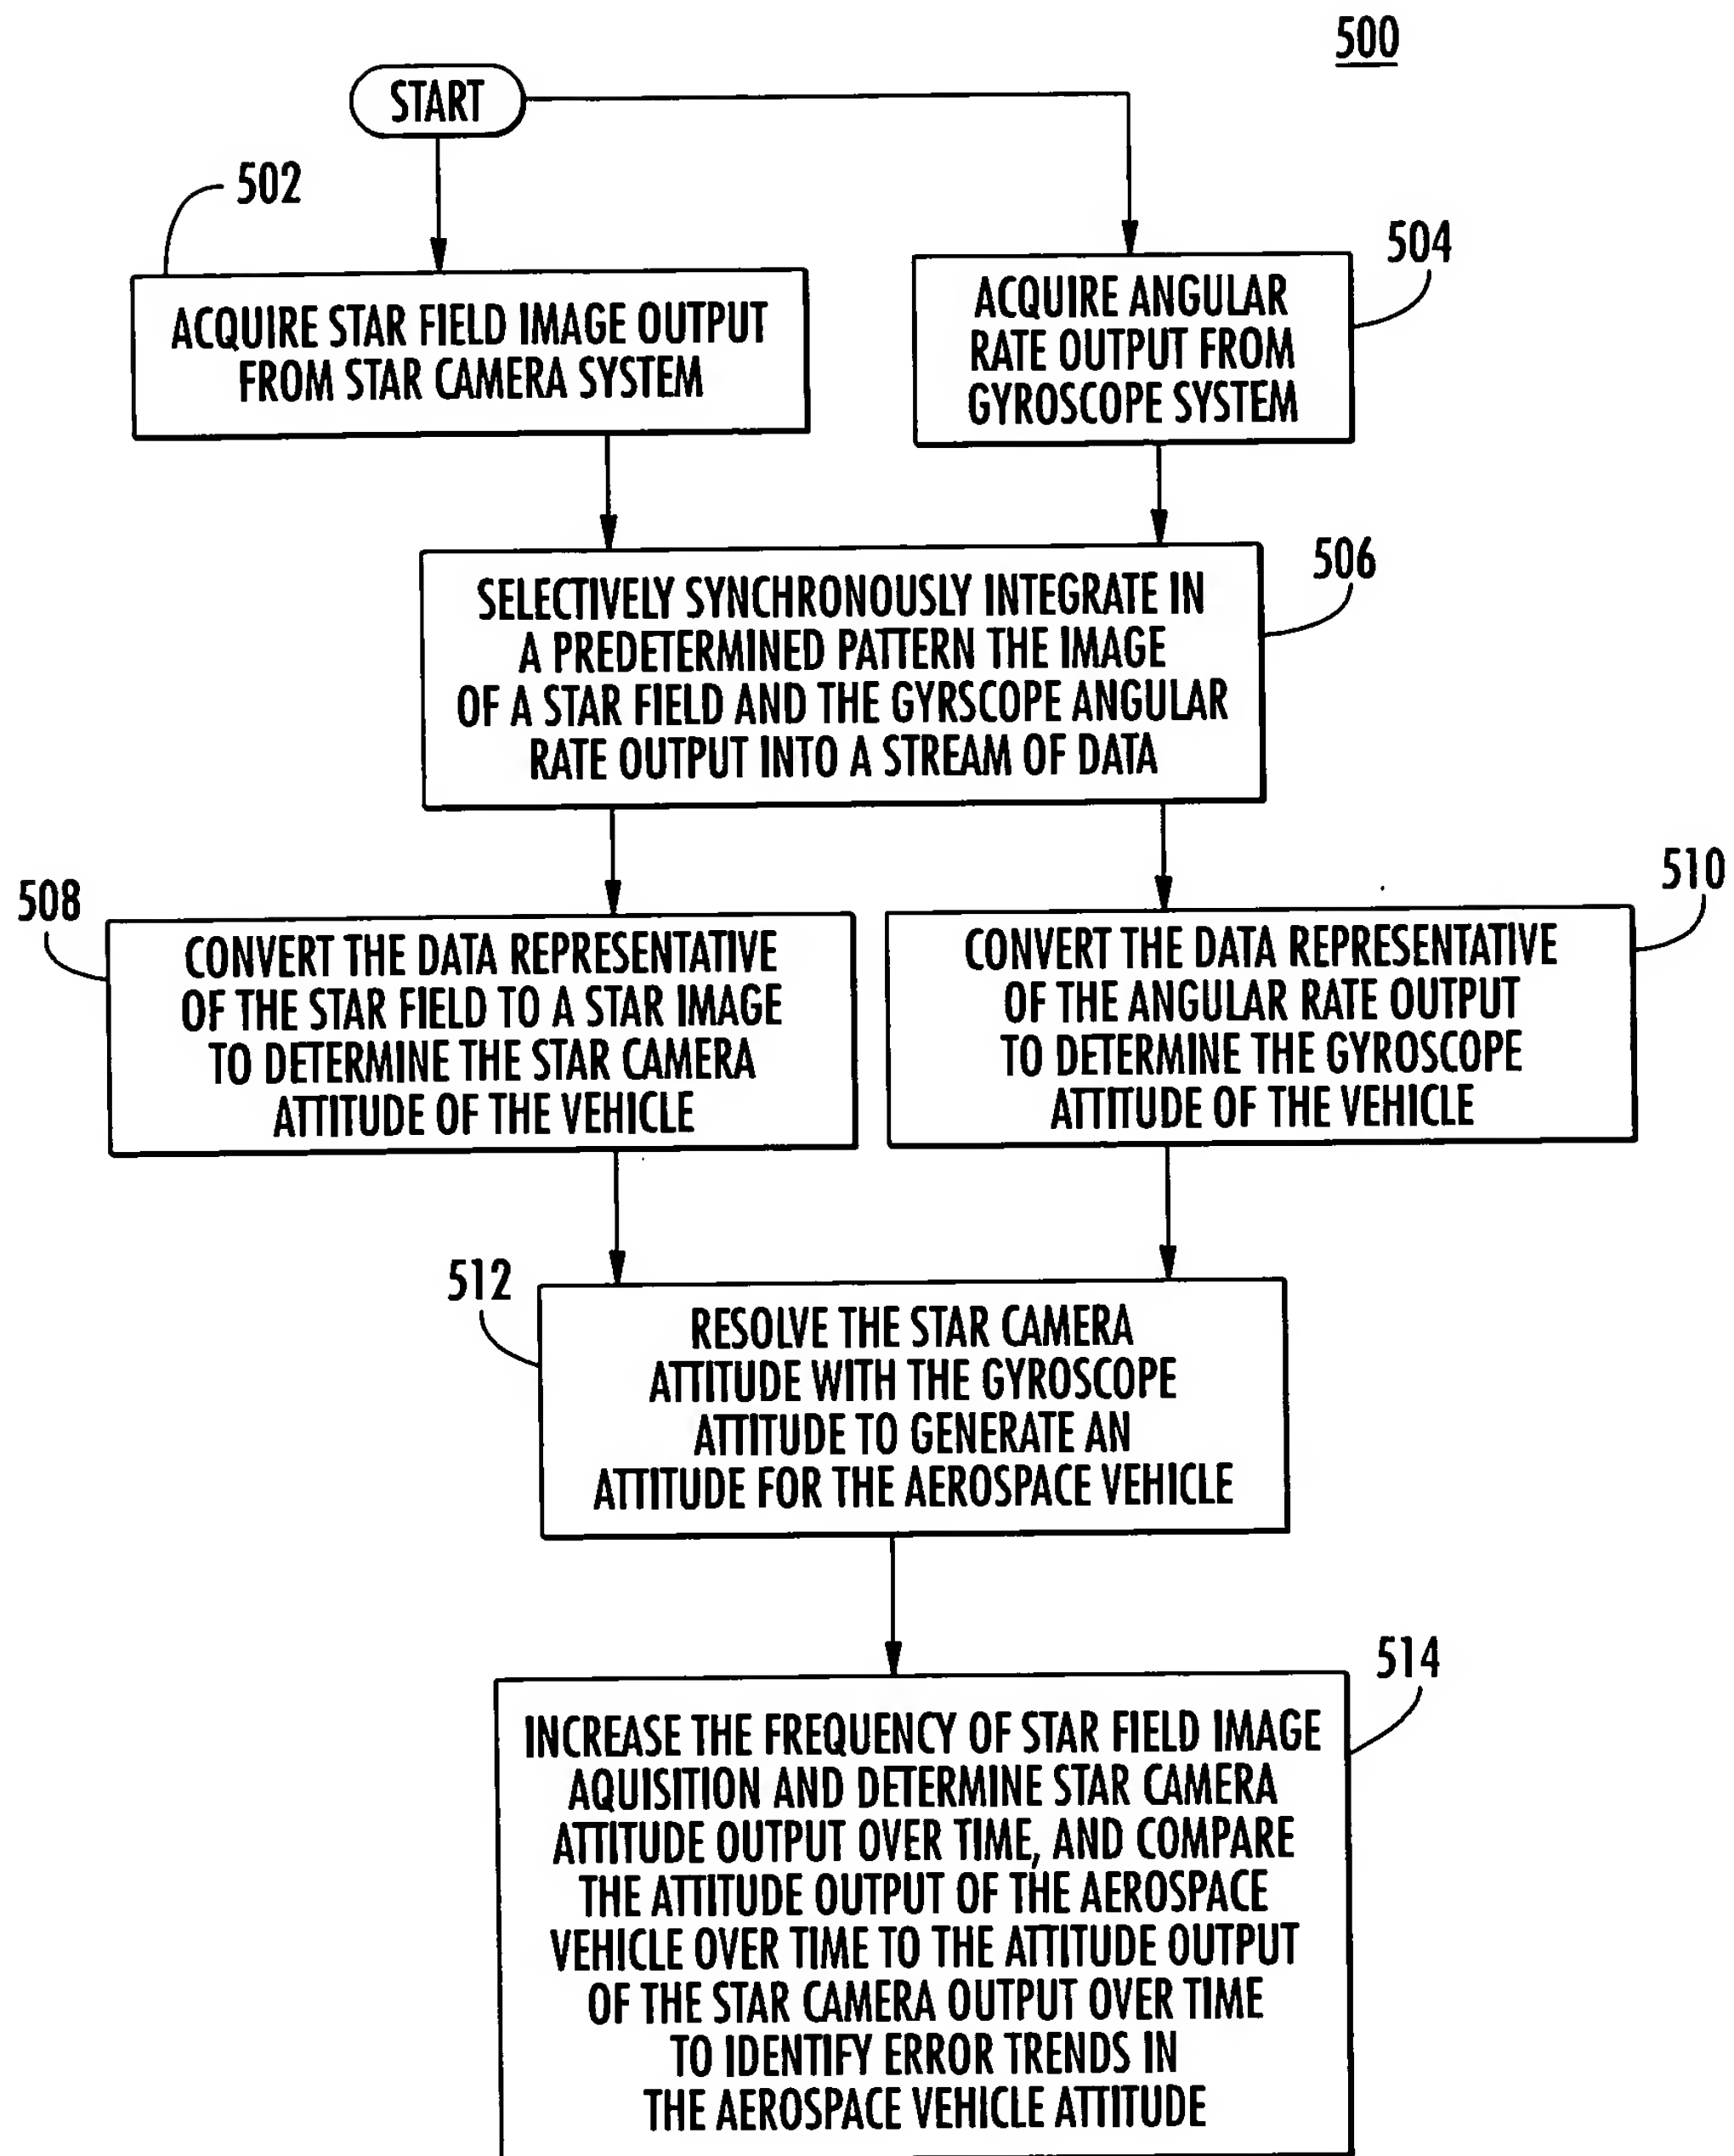 500
START
502
504
ACQUIRE STAR FIELD IMAGE OUTPUT
FROM STAR CAMERA SYSTEM
ACQUIRE ANGULAR
RATE OUTPUT FROM
GYROSCOPE SYSTEM
506
SELECTIVELY SYNCHRONOUSLY INTEGRATE IN
A PREDETERMINED PATTERN THE IMAGE
OF A STAR FIELD AND THE GYRSCOPE ANGULAR
RATE OUTPUT INTO A STREAM OF DATA
508
510
CONVERT THE DATA REPRESENTATIVE
OF THE STAR FIELD TO A STAR IMAGE
TO DETERMINE THE STAR CAMERA
ATTITUDE OF THE VEHICLE
CONVERT THE DATA REPRESENTATIVE
OF THE ANGULAR RATE OUTPUT
TO DETERMINE THE GYROSCOPE
ATTITUDE OF THE VEHICLE
512
RESOLVE THE STAR CAMERA
ATTITUDE WITH THE GYROSCOPE
ATTITUDE TO GENERATE AN
ATTITUDE FOR THE AEROSPACE VEHICLE
514
INCREASE THE FREQUENCY OF STAR FIELD IMAGE
AQUISITION AND DETERMINE STAR CAMERA
ATTITUDE OUTPUT OVER TIME, AND COMPARE
THE ATTITUDE OUTPUT OF THE AEROSPACE
VEHICLE OVER TIME TO THE ATTITUDE OUTPUT
OF THE STAR CAMERA OUTPUT OVER TIME
TO IDENTIFY ERROR TRENDS IN
THE AEROSPACE VEHICLE ATTITUDE